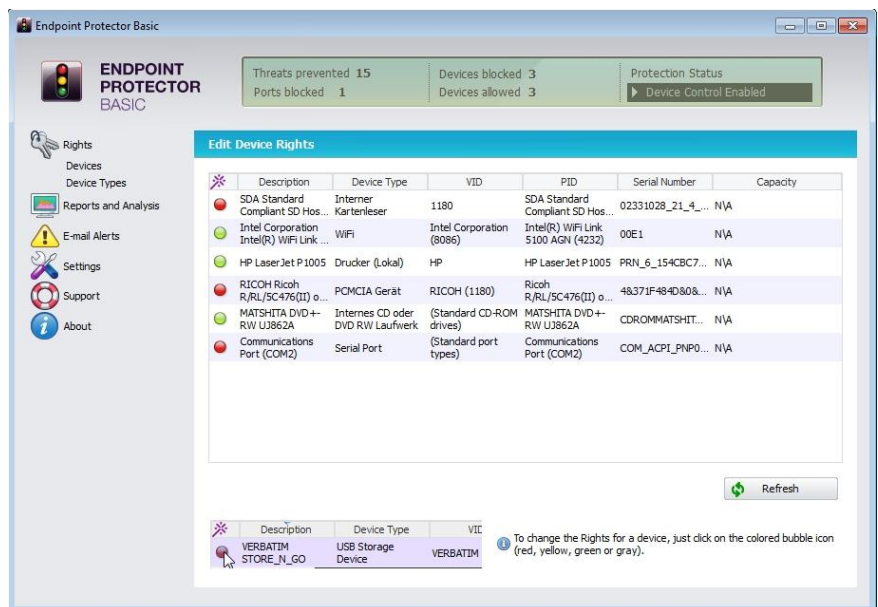 Endpoint Protector Basic
ENDPOINT
PROTECTOR
BASIC
Threats prevented 15
Ports blocked 1
Devices blocked 3
Devices allowed 3
Protection Status
Device Control Enabled
Rights
Devices
Device Types
Reports and Analysis
E-mail Alerts
Settings
Support
About
Edit Device Rights
Description Device Type VID PID Serial Number Capacity
SDA Standard Compliant SD Hos... Interner Kartenleser 1180 SDA Standard Compliant SD Hos... 02331028_21_4_... N\A
Intel Corporation Intel(R) WiFi Link ... WiFi Intel Corporation (8086) Intel(R) WiFi Link 5100 AGN (4232) 00E1 N\A
HP LaserJet P1005 Drucker (Lokal) HP HP LaserJet P1005 PRN_6_154CBC7... N\A
RICOH Ricoh R/RL/5C476(II) o... PCMCIA Gerät RICOH (1180) Ricoh R/RL/5C476(II) o... 4&371F484D&0&... N\A
MATSHITA DVD+-RW UJ862A Internes CD oder DVD RW Laufwerk (Standard CD-ROM drives) MATSHITA DVD+-RW UJ862A CDROMMATSHIT... N\A
Communications Port (COM2) Serial Port (Standard port types) Communications Port (COM2) COM_ACPI_PNP0... N\A
Refresh
Description Device Type VID
VERBATIM STORE_N_GO USB Storage Device VERBATIM
To change the Rights for a device, just click on the colored bubble icon
(red, yellow, green or gray).